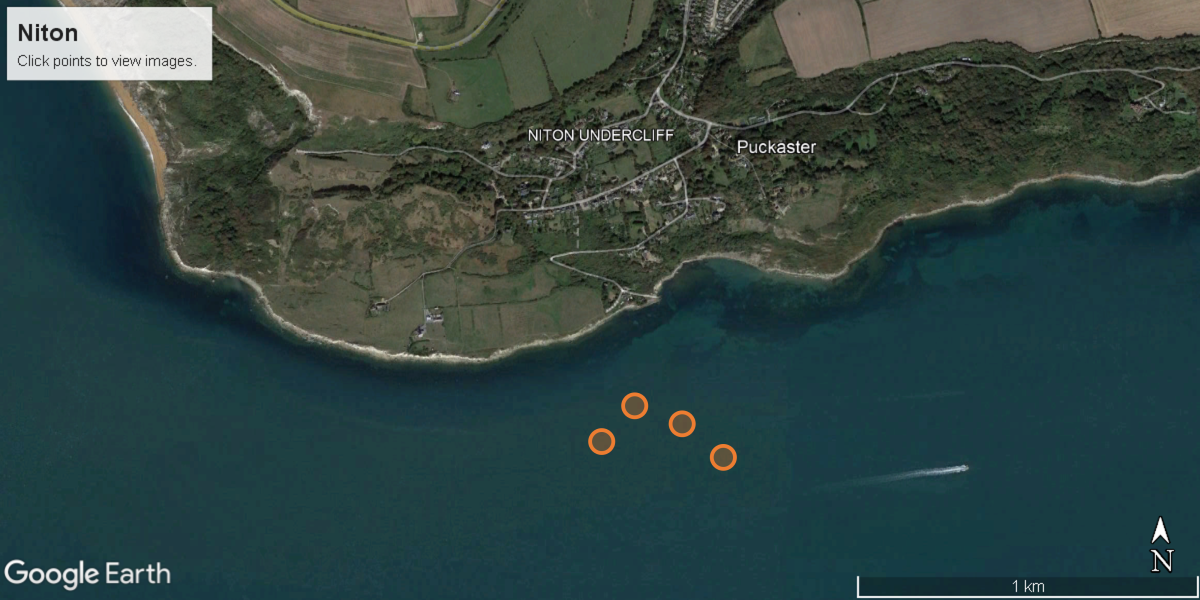 Niton
Click points to view images.
NITON UNDERCLIFF
Puckaster
Google Earth
N
1 km